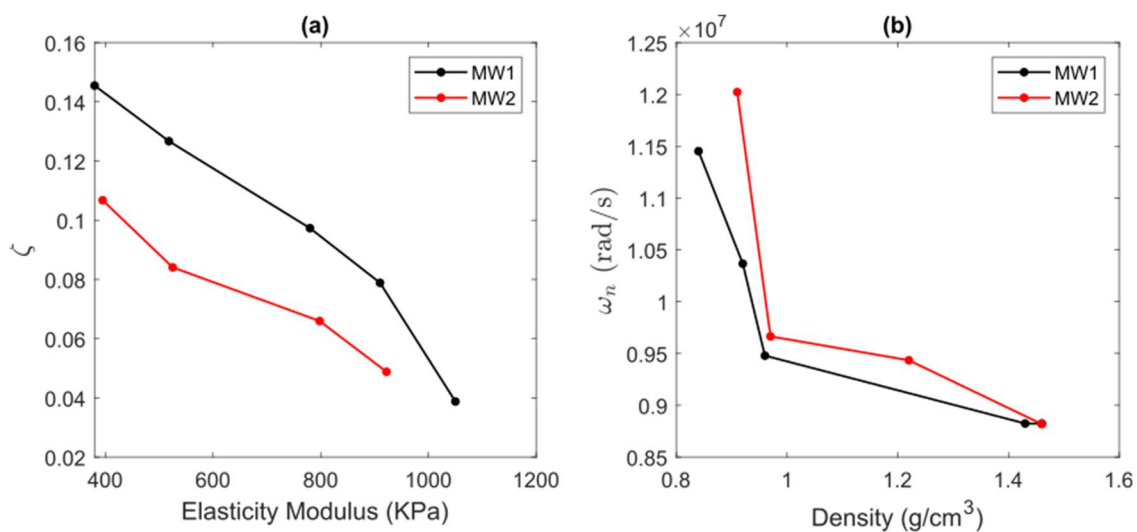 (a)
0.16
0.14
0.12
0.1
0.08
0.06
0.04
0.02
ζ
400 600 800 1000 1200
Elasticity Modulus (KPa)
MW1
MW2
(b)
×10⁷
1.25
1.2
1.15
1.1
1.05
1
0.95
0.9
0.85
ωₙ (rad/s)
0.8 1 1.2 1.4 1.6
Density (g/cm³)
MW1
MW2